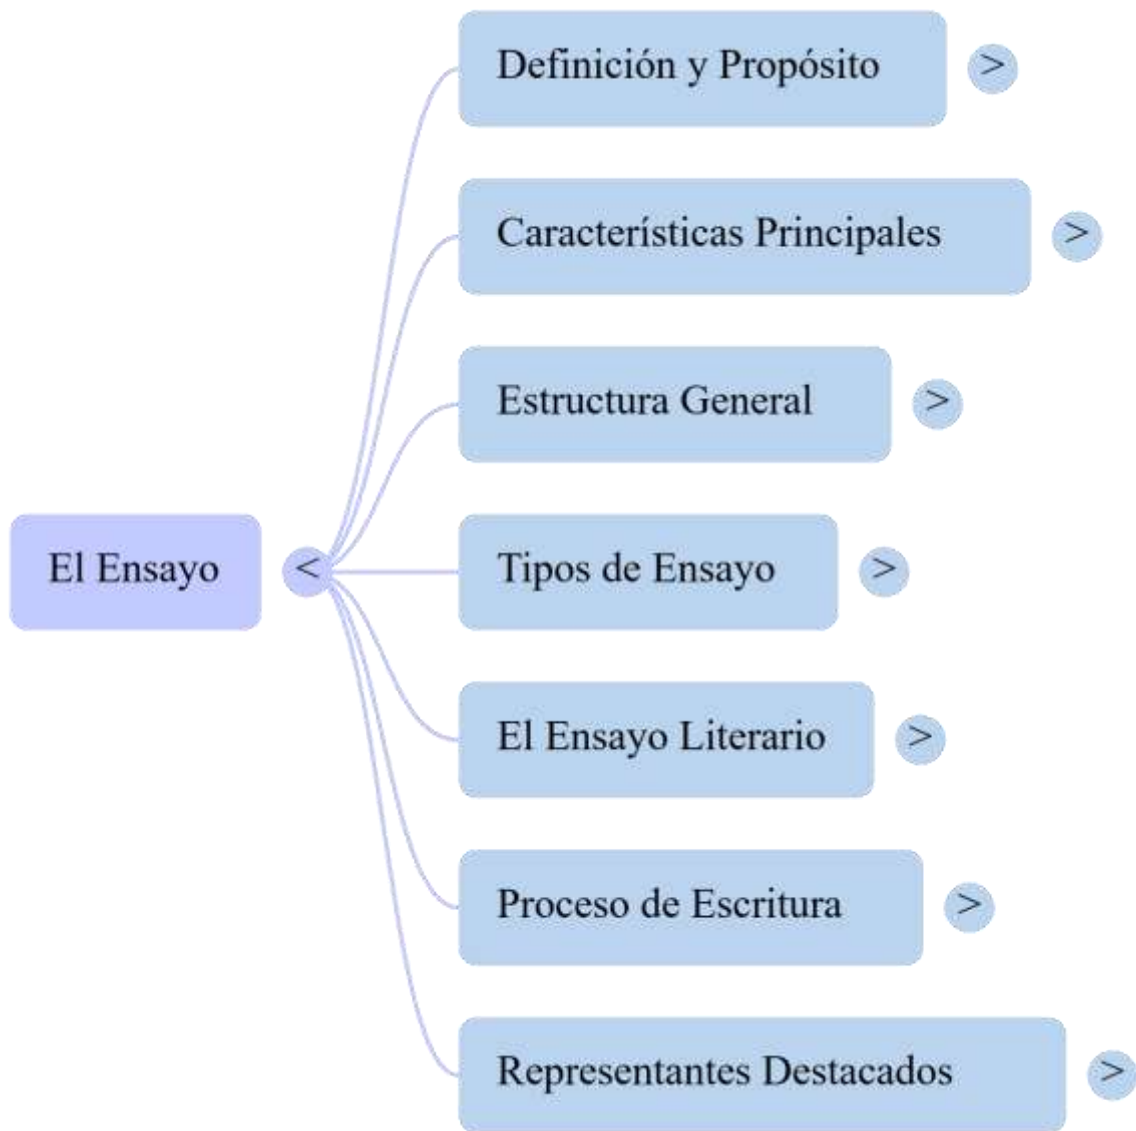 Definición y Propósito >
Características Principales >
Estructura General >
El Ensayo < Tipos de Ensayo >
El Ensayo Literario >
Proceso de Escritura >
Representantes Destacados >